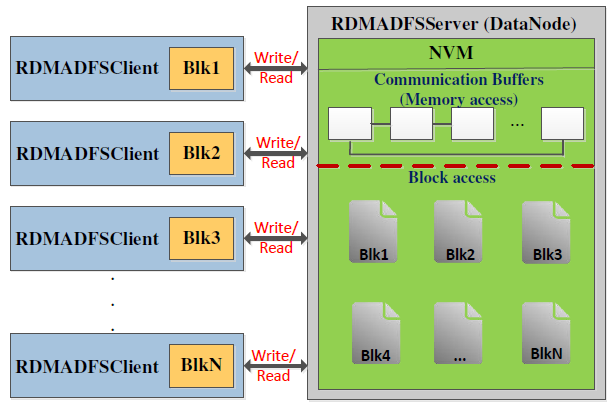 RDMADFSServer (DataNode)
NVM
Communication Buffers
(Memory access)
...
Block access
Blk1
Blk2
Blk3
Blk4
...
BlkN
RDMADFSClient
Blk1
Write/
Read
RDMADFSClient
Blk2
Write/
Read
RDMADFSClient
Blk3
Write/
Read
.
.
.
RDMADFSClient
BlkN
Write/
Read